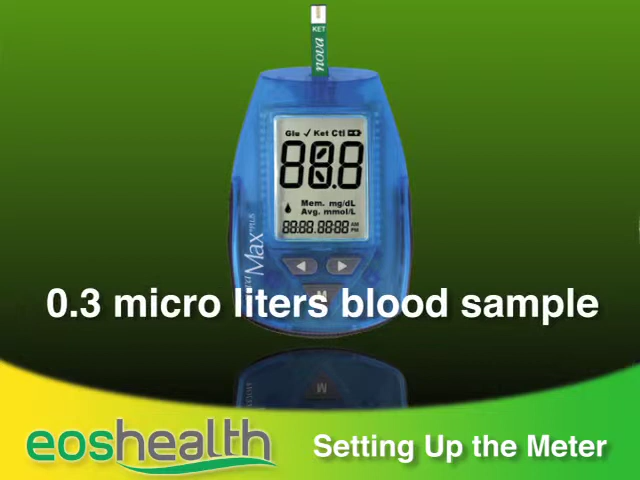 KET
nova
Glu ✓ Ket Ctl
88.8
Mem. mg/dL
Avg. mmol/L
88:88.88:88 AM
PM
Max PLUS
M
0.3 micro liters blood sample
eoshealth
Setting Up the Meter